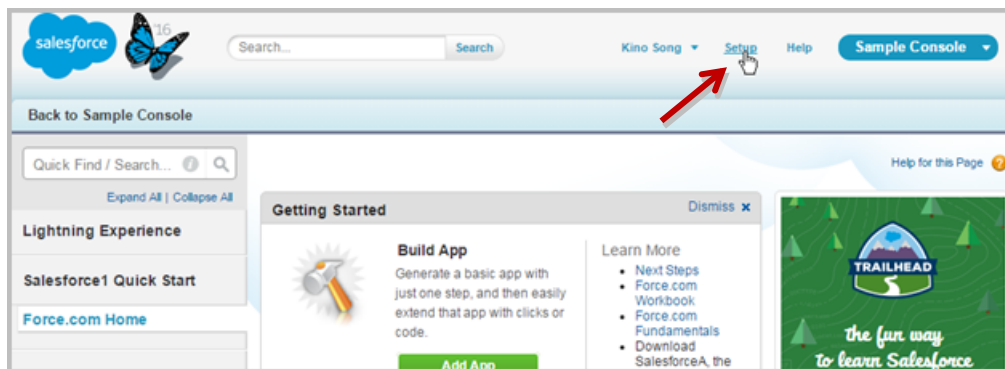 salesforce
'16
Search...
Search
Kino Song
Setup
Help
Sample Console
Back to Sample Console
Quick Find / Search...
Expand All | Collapse All
Lightning Experience
Salesforce1 Quick Start
Force.com Home
Help for this Page
Getting Started
Dismiss x
Build App
Generate a basic app with
just one step, and then easily
extend that app with clicks or
code.
Add App
Learn More
• Next Steps
• Force.com
Workbook
• Force.com
Fundamentals
• Download
SalesforceA, the
TRAILHEAD
the fun way
to learn Salesforce